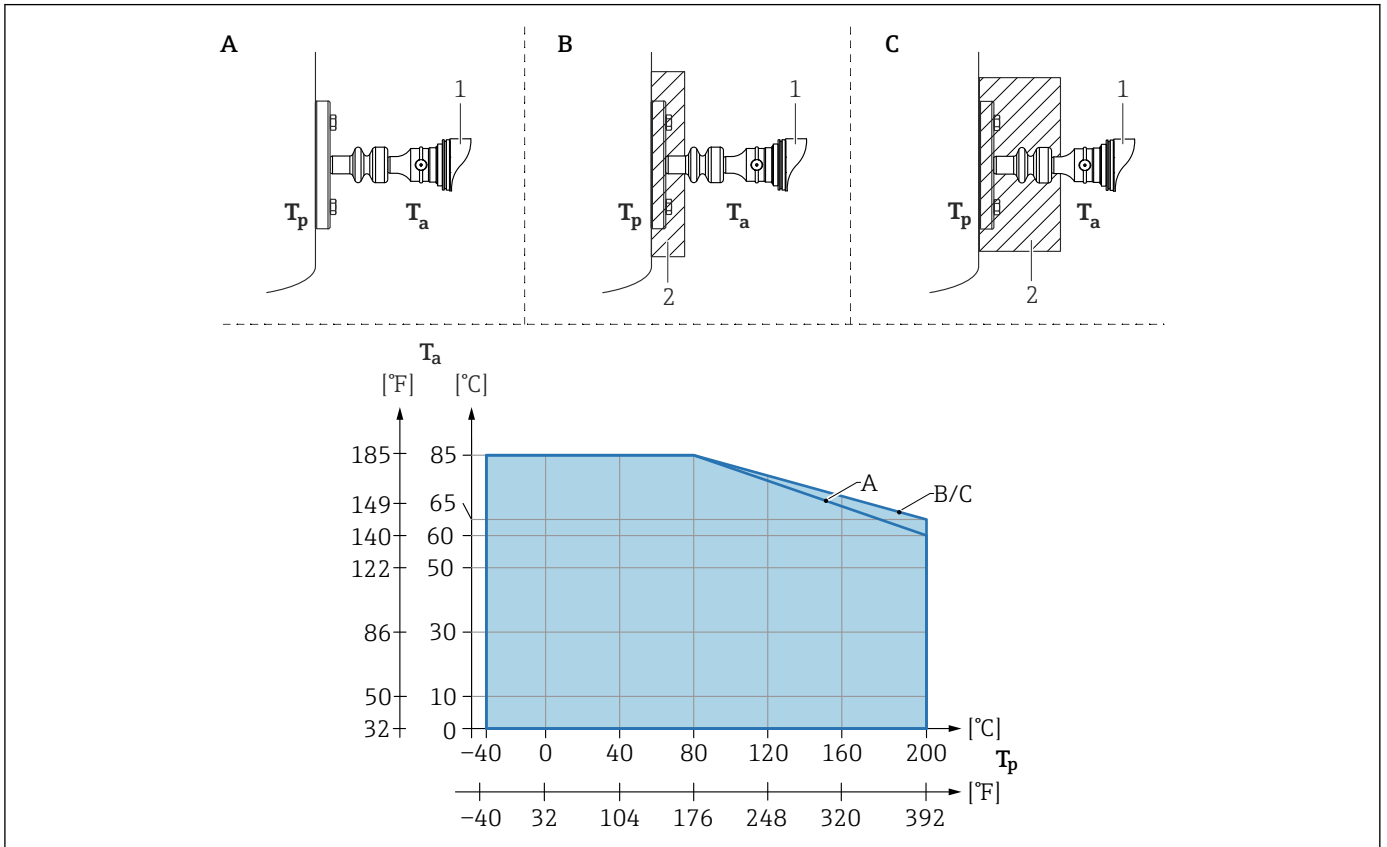 A B C
1 1 1
Tp Ta Tp Ta Tp Ta
2 2
Ta
[°F] [°C]
185 85
149 65
140 60
122 50
86 30
50 10
32 0
A
B/C
−40 0 40 80 120 160 200 [°C]
Tp
−40 32 104 176 248 320 392 [°F]